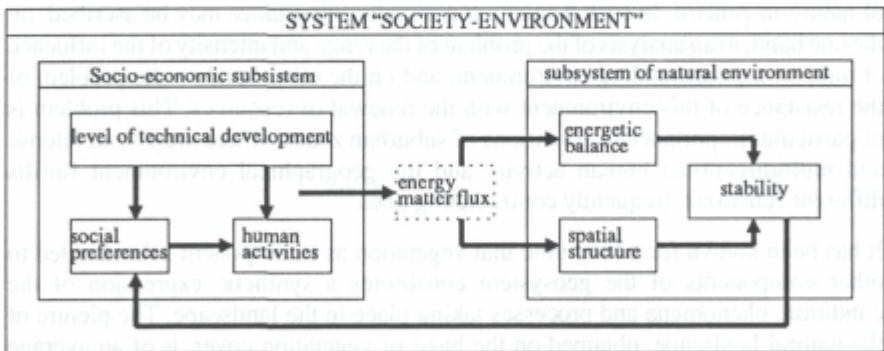 SYSTEM “SOCIETY-ENVIRONMENT“
Socio-economic subsistem
level of technical development
social
preferences
human
activities
energy
matter flux
subsystem of natural environment
energetic
balance
stability
spatial
structure